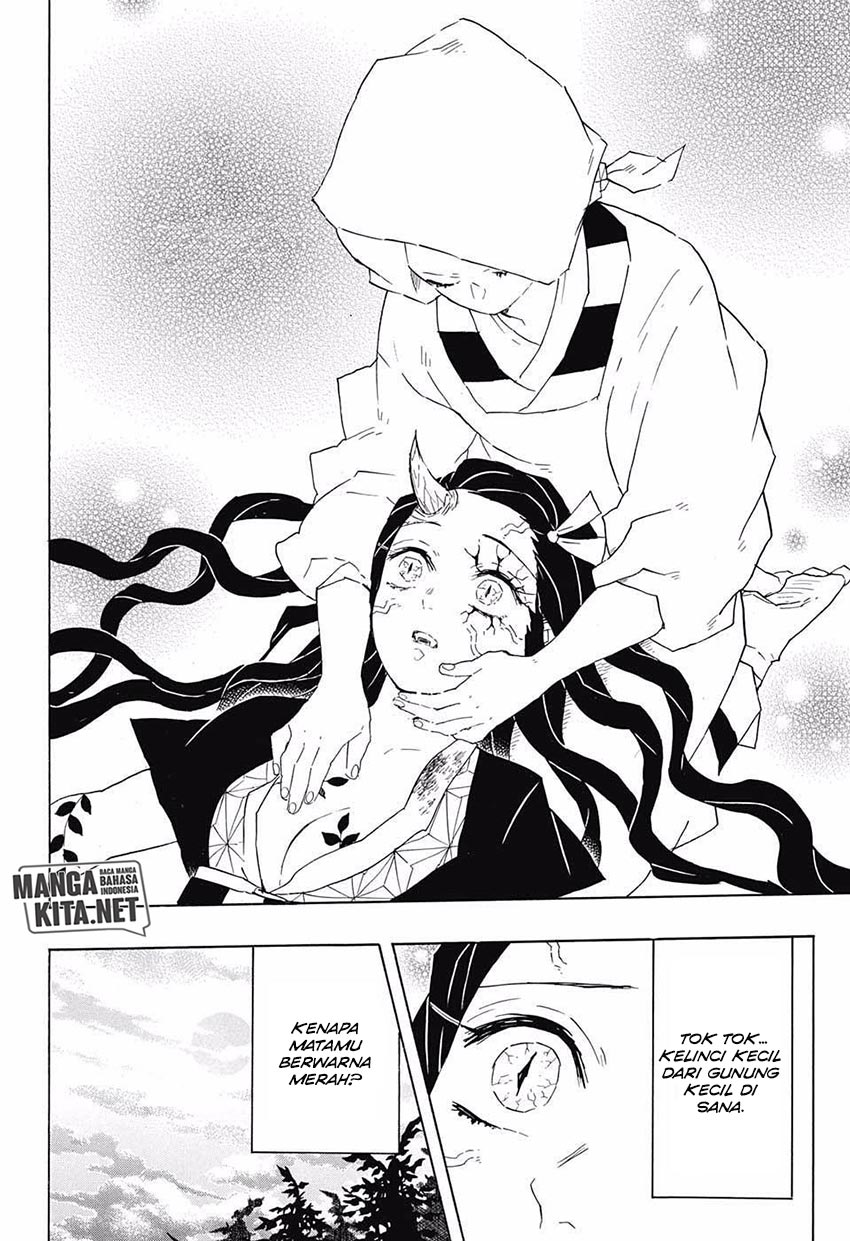 MANGA
KITA.NET
BACA MANGA
BAHASA
INDONESIA
TOK TOK...
KELINCI KECIL
DARI GUNUNG
KECIL DI
SANA.
KENAPA
MATAMU
BERWARNA
MERAH?